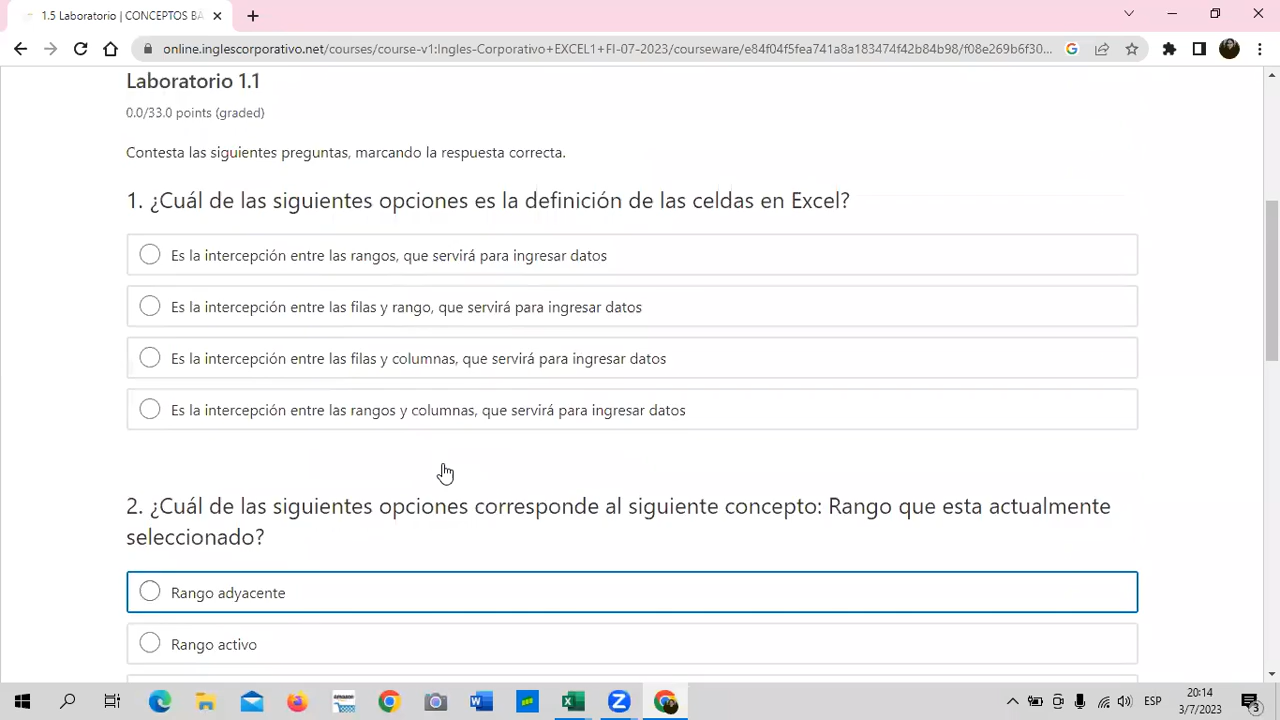 1.5 Laboratorio | CONCEPTOS BA
online.inglescorporativo.net/courses/course-v1:Ingles-Corporativo+EXCEL1+FI-07-2023/courseware/e84f04f5fea741a3a183474f42b84b98/f08e269b6f30...
Laboratorio 1.1
0.0/33.0 points (graded)
Contesta las siguientes preguntas, marcando la respuesta correcta.
1. ¿Cuál de las siguientes opciones es la definición de las celdas en Excel?
Es la intercepción entre las rangos, que servirá para ingresar datos
Es la intercepción entre las filas y rango, que servirá para ingresar datos
Es la intercepción entre las filas y columnas, que servirá para ingresar datos
Es la intercepción entre las rangos y columnas, que servirá para ingresar datos
2. ¿Cuál de las siguientes opciones corresponde al siguiente concepto: Rango que esta actualmente
seleccionado?
Rango adyacente
Rango activo
ESP
20:14
3/7/2023
3